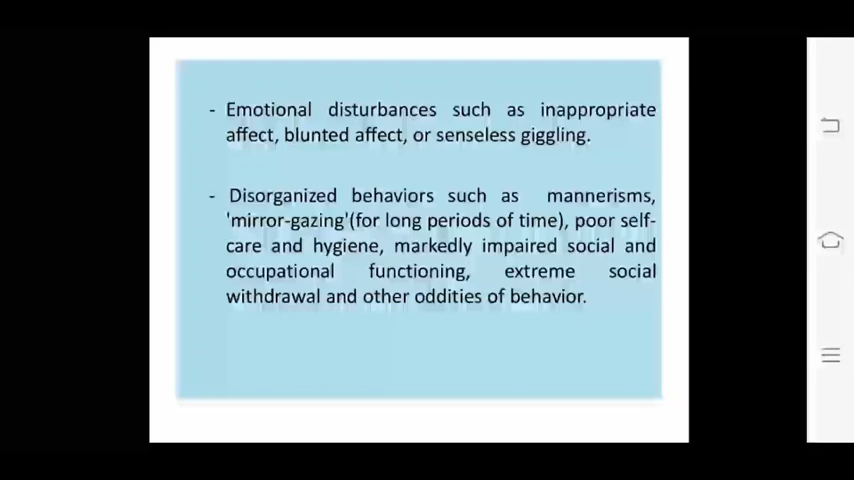 - Emotional disturbances such as inappropriate
affect, blunted affect, or senseless giggling.
- Disorganized behaviors such as mannerisms,
'mirror-gazing'(for long periods of time), poor self-
care and hygiene, markedly impaired social and
occupational functioning, extreme social
withdrawal and other oddities of behavior.